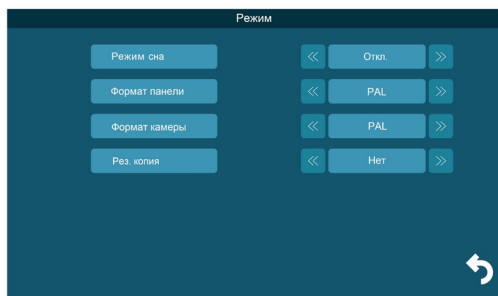 Режим
Режим сна Откл.
Формат панели PAL
Формат камеры PAL
Рез. копия Нет